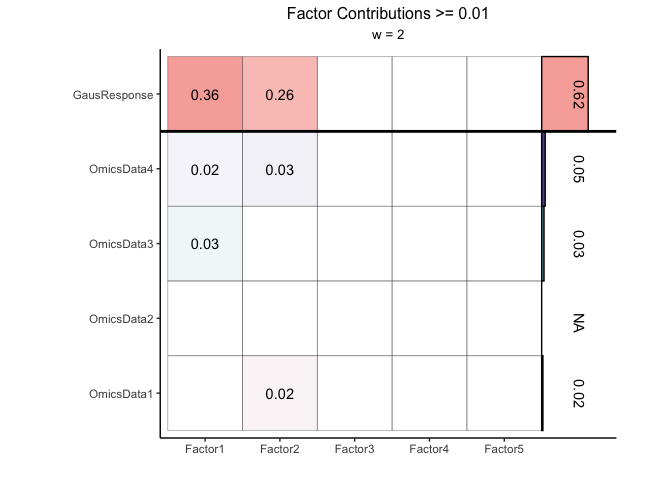 Factor Contributions >= 0.01
w = 2
GausResponse 0.36 0.26 0.62
OmicsData4 0.02 0.03 0.05
OmicsData3 0.03 0.03
OmicsData2 NA
OmicsData1 0.02 0.02
Factor1 Factor2 Factor3 Factor4 Factor5